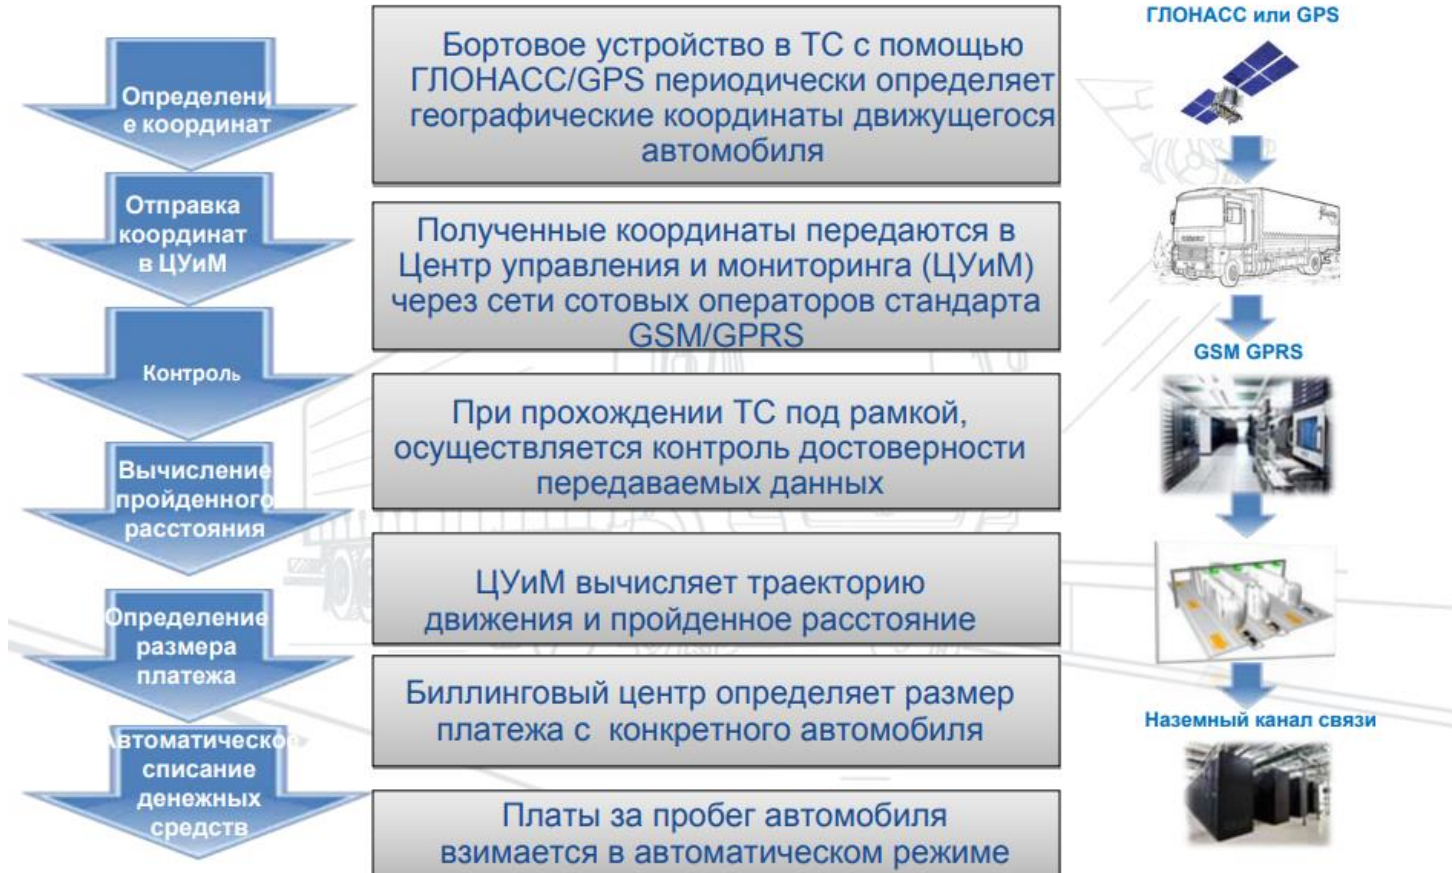 Определени
е координат
Бортовое устройство в ТС с помощью
ГЛОНАСС/GPS периодически определяет
географические координаты движущегося
автомобиля
Отправка
координат
в ЦУиМ
Полученные координаты передаются в
Центр управления и мониторинга (ЦУиМ)
через сети сотовых операторов стандарта
GSM/GPRS
Контроль
При прохождении ТС под рамкой,
осуществляется контроль достоверности
передаваемых данных
Вычисление
пройденного
расстояния
ЦУиМ вычисляет траекторию
движения и пройденное расстояние
Определение
размера
платежа
Биллинговый центр определяет размер
платежа с конкретного автомобиля
Автоматическое
списание
денежных
средств
Платы за пробег автомобиля
взимается в автоматическом режиме
ГЛОНАСС или GPS
GSM GPRS
Наземный канал связи